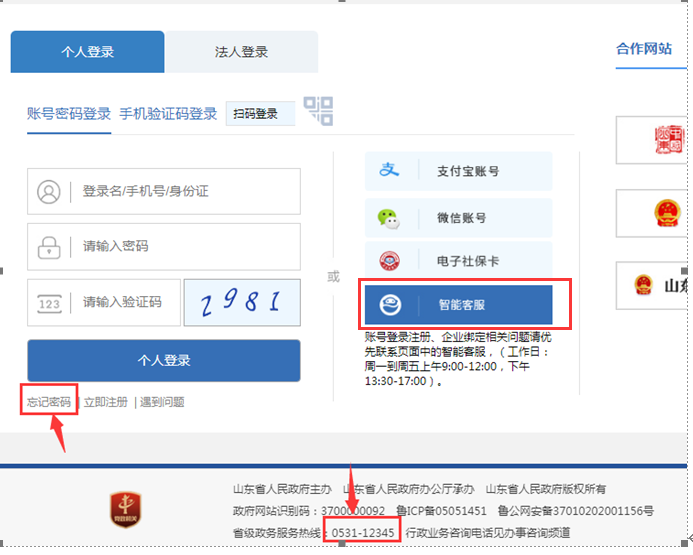 个人登录
法人登录
合作网站
账号密码登录 手机验证码登录 扫码登录
登录名/手机号/身份证
请输入密码
123 请输入验证码 2981
个人登录
忘记密码 | 立即注册 | 遇到问题
或
支付宝账号
微信账号
电子社保卡
智能客服
账号登录注册、企业绑定相关问题请优
先联系页面中的智能客服,（工作日：
周一到周五上午9:00-12:00，下午
13:30-17:00）。
山东
山东省人民政府主办 山东省人民政府办公厅承办 山东省人民政府版权所有
政府网站识别码：3700000092 鲁ICP备05051451 鲁公网安备37010202001156号
省级政务服务热线：0531-12345 行政业务咨询电话见办事咨询频道
党政机关